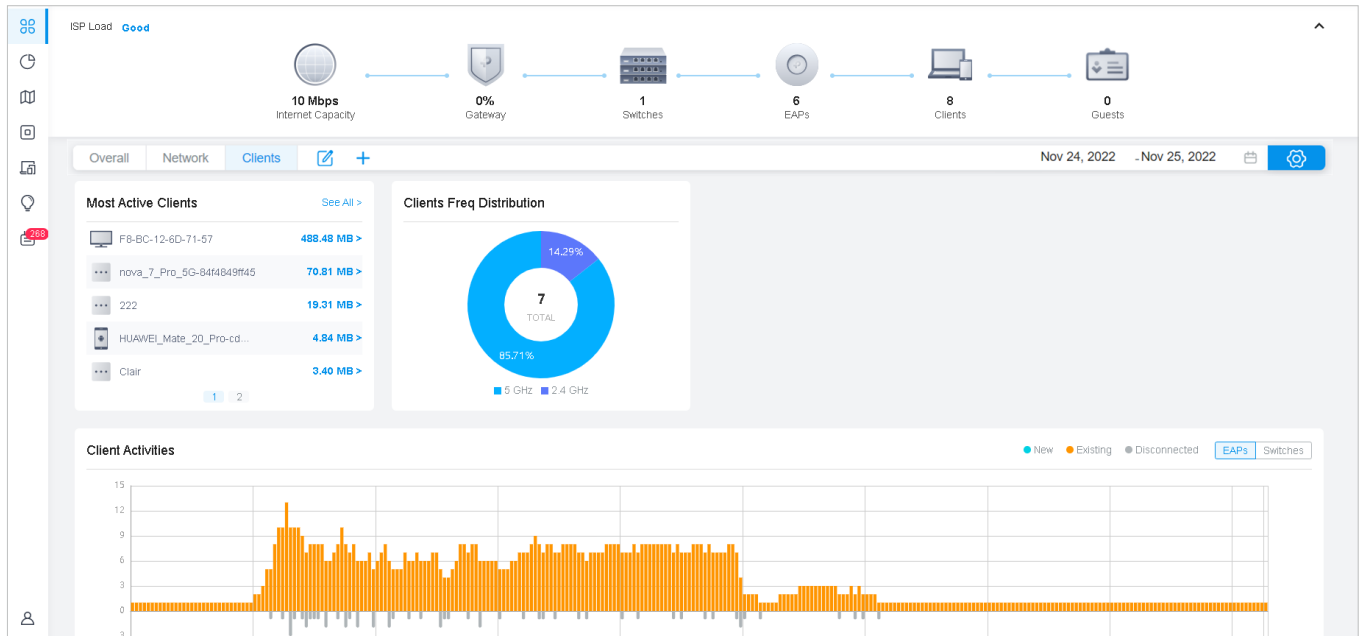 ISP Load Good
10 Mbps
Internet Capacity
0%
Gateway
1
Switches
6
EAPs
8
Clients
0
Guests
268
Overall Network Clients
Nov 24, 2022 - Nov 25, 2022
Most Active Clients See All >
F8-BC-12-6D-71-57 488.48 MB >
nova_7_Pro_5G-84f4849ff45 70.81 MB >
222 19.31 MB >
HUAWEI_Mate_20_Pro-cd... 4.84 MB >
Clair 3.40 MB >
1 2
Clients Freq Distribution
14.29%
7
TOTAL
85.71%
5 GHz 2.4 GHz
Client Activities
New Existing Disconnected
EAPs Switches
15
12
9
6
3
0
3